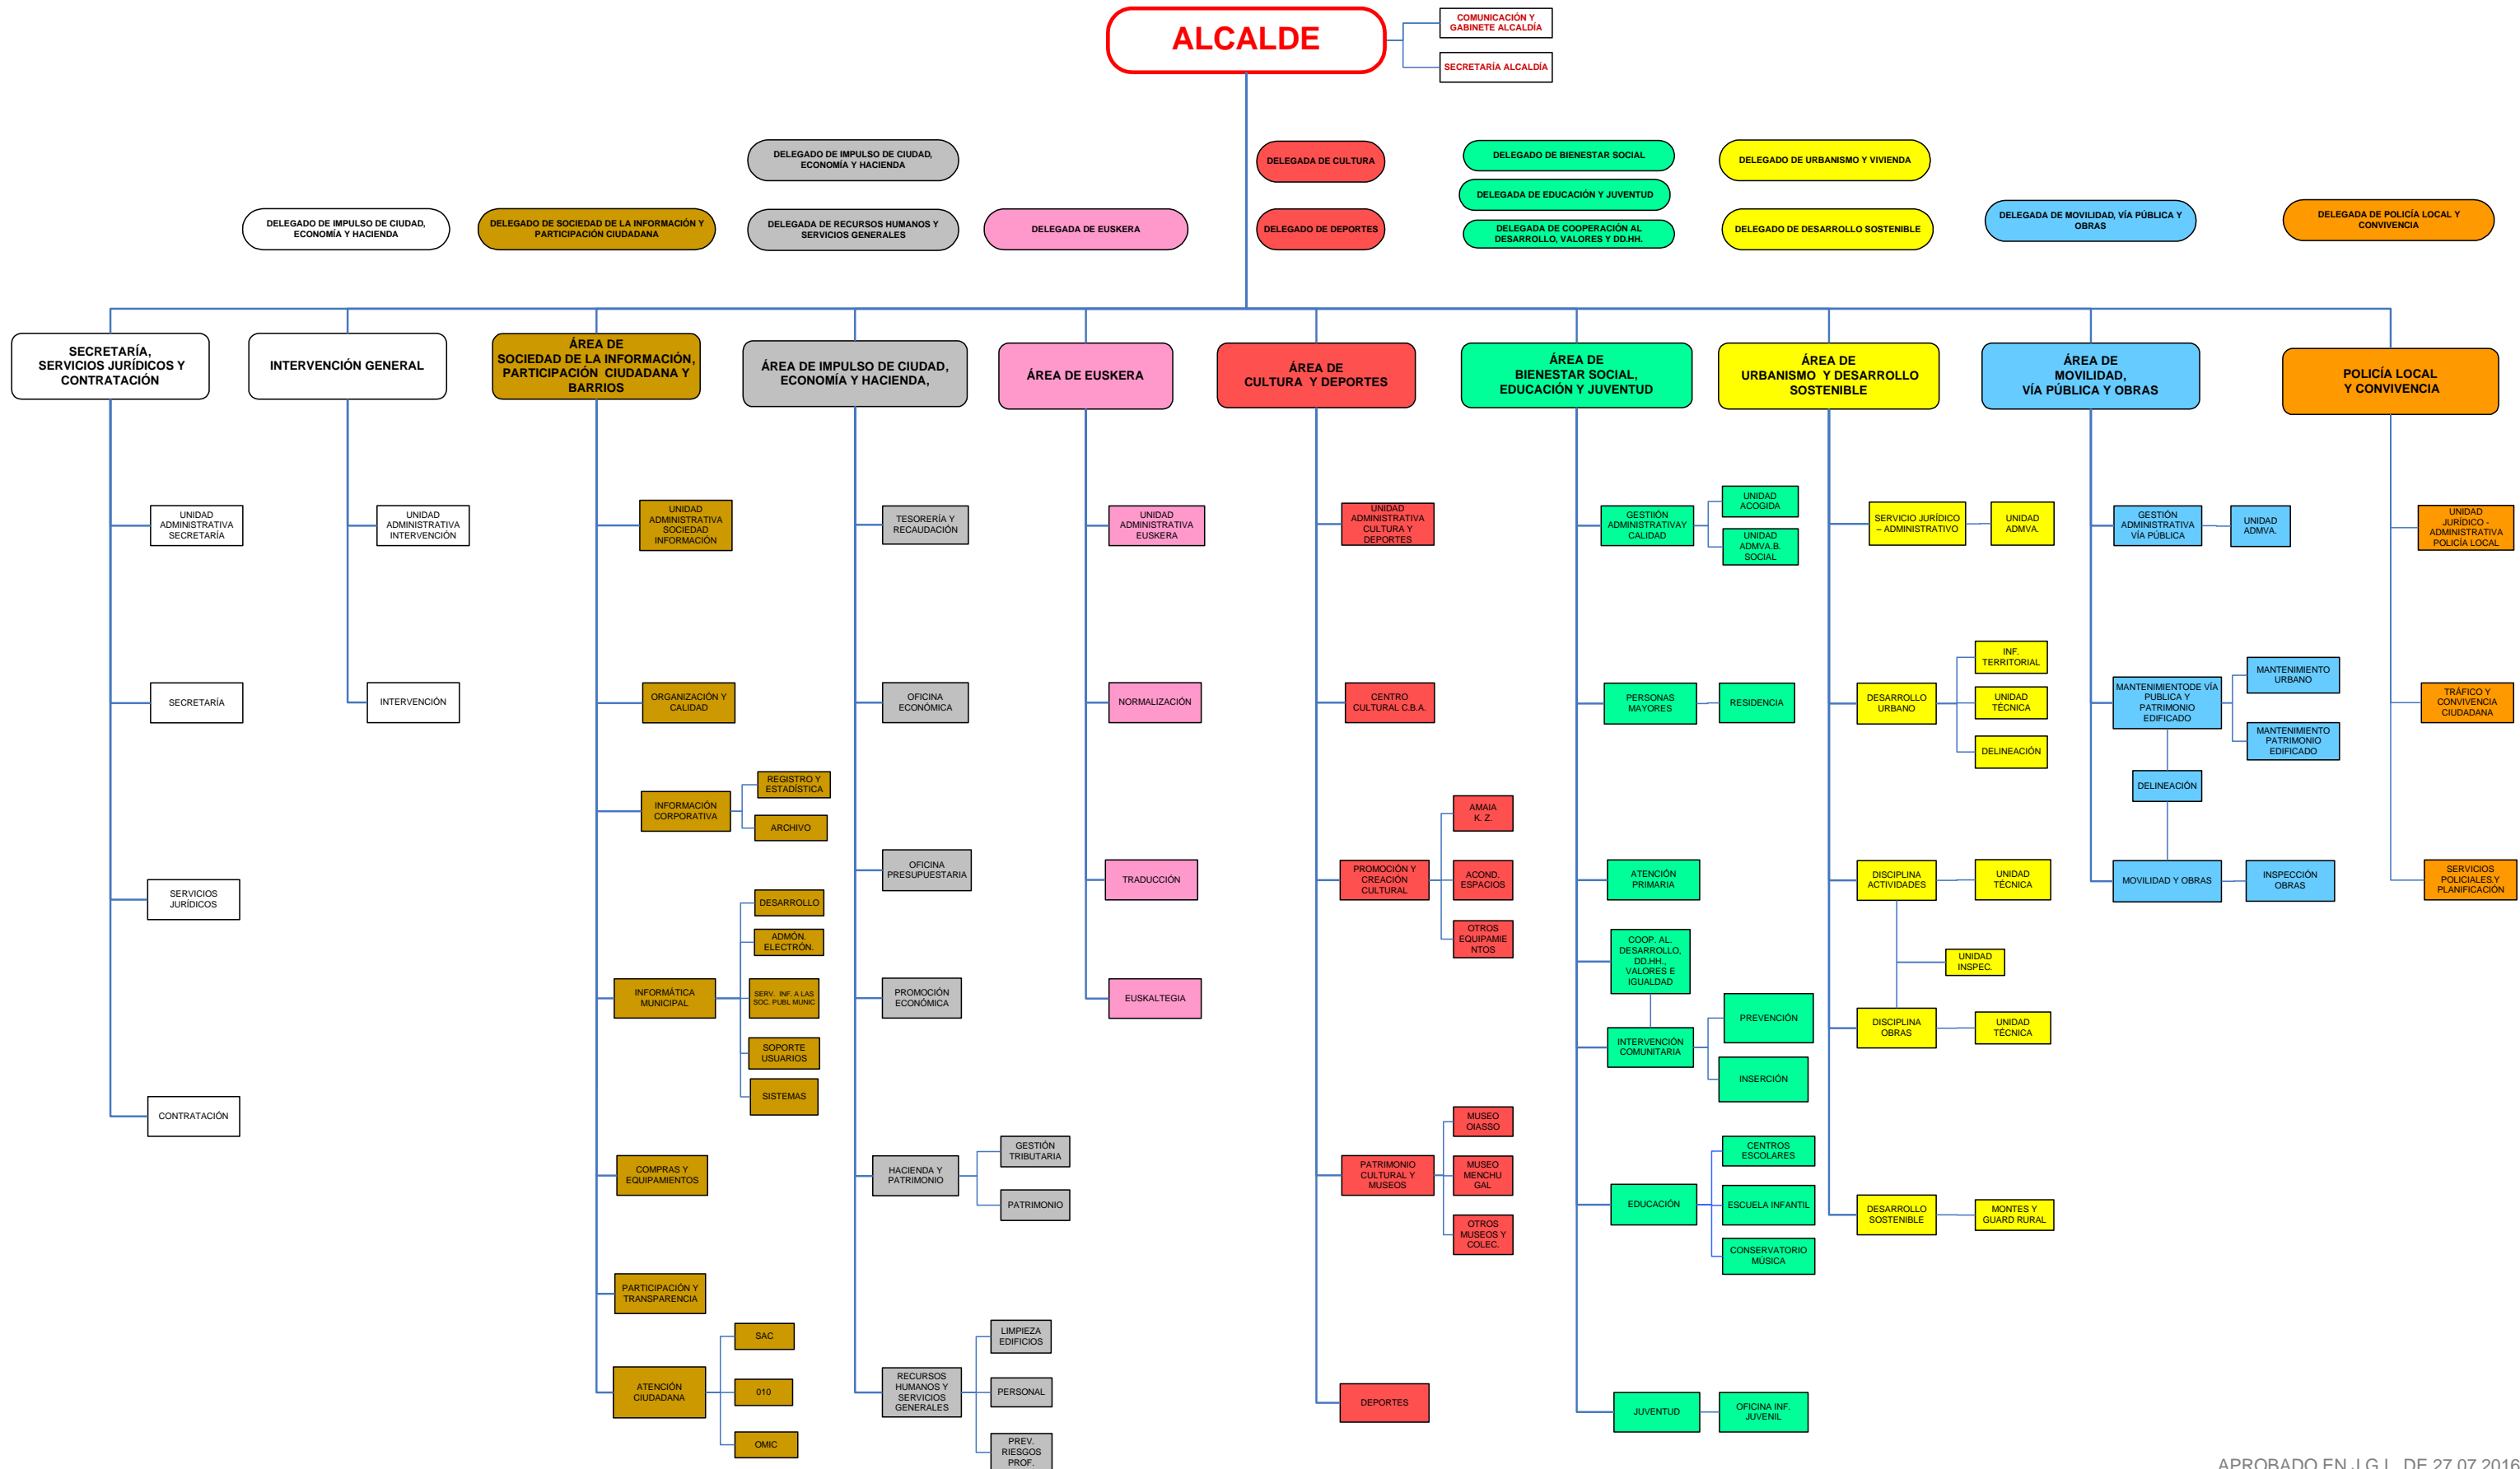 ALCALDE
COMUNICACIÓN Y
GABINETE ALCALDÍA
SECRETARÍA ALCALDÍA
DELEGADO DE IMPULSO DE CIUDAD,
ECONOMÍA Y HACIENDA
DELEGADA DE CULTURA
DELEGADO DE BIENESTAR SOCIAL
DELEGADO DE URBANISMO Y VIVIENDA
DELEGADA DE EDUCACIÓN Y JUVENTUD
DELEGADO DE IMPULSO DE CIUDAD,
ECONOMÍA Y HACIENDA
DELEGADO DE SOCIEDAD DE LA INFORMACIÓN Y
PARTICIPACIÓN CIUDADANA
DELEGADA DE RECURSOS HUMANOS Y
SERVICIOS GENERALES
DELEGADA DE EUSKERA
DELEGADO DE DEPORTES
DELEGADA DE COOPERACIÓN AL
DESARROLLO, VALORES Y DD.HH.
DELEGADO DE DESARROLLO SOSTENIBLE
DELEGADA DE MOVILIDAD, VÍA PÚBLICA Y
OBRAS
DELEGADA DE POLICÍA LOCAL Y
CONVIVENCIA
SECRETARÍA,
SERVICIOS JURÍDICOS Y
CONTRATACIÓN
INTERVENCIÓN GENERAL
ÁREA DE
SOCIEDAD DE LA INFORMACIÓN,
PARTICIPACIÓN CIUDADANA Y
BARRIOS
ÁREA DE IMPULSO DE CIUDAD,
ECONOMÍA Y HACIENDA,
ÁREA DE EUSKERA
ÁREA DE
CULTURA Y DEPORTES
ÁREA DE
BIENESTAR SOCIAL,
EDUCACIÓN Y JUVENTUD
ÁREA DE
URBANISMO Y DESARROLLO
SOSTENIBLE
ÁREA DE
MOVILIDAD,
VÍA PÚBLICA Y OBRAS
POLICÍA LOCAL
Y CONVIVENCIA
UNIDAD
ADMINISTRATIVA
SECRETARÍA
SECRETARÍA
SERVICIOS
JURÍDICOS
CONTRATACIÓN
UNIDAD
ADMINISTRATIVA
INTERVENCIÓN
INTERVENCIÓN
UNIDAD
ADMINISTRATIVA
SOCIEDAD
INFORMACIÓN
ORGANIZACIÓN Y
CALIDAD
INFORMACIÓN
CORPORATIVA
REGISTRO Y
ESTADÍSTICA
ARCHIVO
INFORMÁTICA
MUNICIPAL
DESARROLLO
ADMÓN.
ELECTRÓN.
SERV. INF. A LAS
SOC. PUBL MUNIC
SOPORTE
USUARIOS
SISTEMAS
COMPRAS Y
EQUIPAMIENTOS
PARTICIPACIÓN Y
TRANSPARENCIA
ATENCIÓN
CIUDADANA
SAC
010
OMIC
TESORERÍA Y
RECAUDACIÓN
OFICINA
ECONÓMICA
OFICINA
PRESUPUESTARIA
PROMOCIÓN
ECONÓMICA
HACIENDA Y
PATRIMONIO
GESTIÓN
TRIBUTARIA
PATRIMONIO
RECURSOS
HUMANOS Y
SERVICIOS
GENERALES
LIMPIEZA
EDIFICIOS
PERSONAL
PREV.
RIESGOS
PROF.
UNIDAD
ADMINISTRATIVA
EUSKERA
NORMALIZACIÓN
TRADUCCIÓN
EUSKALTEGIA
UNIDAD
ADMINISTRATIVA
CULTURA Y
DEPORTES
CENTRO
CULTURAL C.B.A.
PROMOCIÓN Y
CREACIÓN
CULTURAL
AMAIA
K. Z.
ACOND.
ESPACIOS
OTROS
EQUIPAMIE
NTOS
PATRIMONIO
CULTURAL Y
MUSEOS
MUSEO
OIASSO
MUSEO
MENCHU
GAL
OTROS
MUSEOS Y
COLEC.
DEPORTES
GESTIIÓN
ADMINISTRATIVAY
CALIDAD
UNIDAD
ACOGIDA
UNIDAD
ADMVA.B.
SOCIAL
PERSONAS
MAYORES
RESIDENCIA
ATENCIÓN
PRIMARIA
COOP. AL.
DESARROLLO,
DD.HH.,
VALORES E
IGUALDAD
INTERVENCIÓN
COMUNITARIA
PREVENCIÓN
INSERCIÓN
EDUCACIÓN
CENTROS
ESCOLARES
ESCUELA INFANTIL
CONSERVATORIO
MÚSICA
JUVENTUD
OFICINA INF.
JUVENIL
SERVICIO JURÍDICO
– ADMINISTRATIVO
UNIDAD
ADMVA.
DESARROLLO
URBANO
INF.
TERRITORIAL
UNIDAD
TÉCNICA
DELINEACIÓN
DISCIPLINA
ACTIVIDADES
UNIDAD
TÉCNICA
UNIDAD
INSPEC.
DISCIPLINA
OBRAS
UNIDAD
TÉCNICA
DESARROLLO
SOSTENIBLE
MONTES Y
GUARD RURAL
GESTIÓN
ADMINISTRATIVA
VÍA PÚBLICA
UNIDAD
ADMVA.
MANTENIMIENTODE VÍA
PUBLICA Y
PATRIMONIO
EDIFICADO
MANTENIMIENTO
URBANO
MANTENIMIENTO
PATRIMONIO
EDIFICADO
DELINEACIÓN
MOVILIDAD Y OBRAS
INSPECCIÓN
OBRAS
UNIDAD
JURÍDICO -
ADMINISTRATIVA
POLICÍA LOCAL
TRÁFICO Y
CONVIVENCIA
CIUDADANA
SERVICIOS
POLICIALES.Y
PLANIFICACIÓN
APROBADO EN J.G.L. DE 27.07.2016